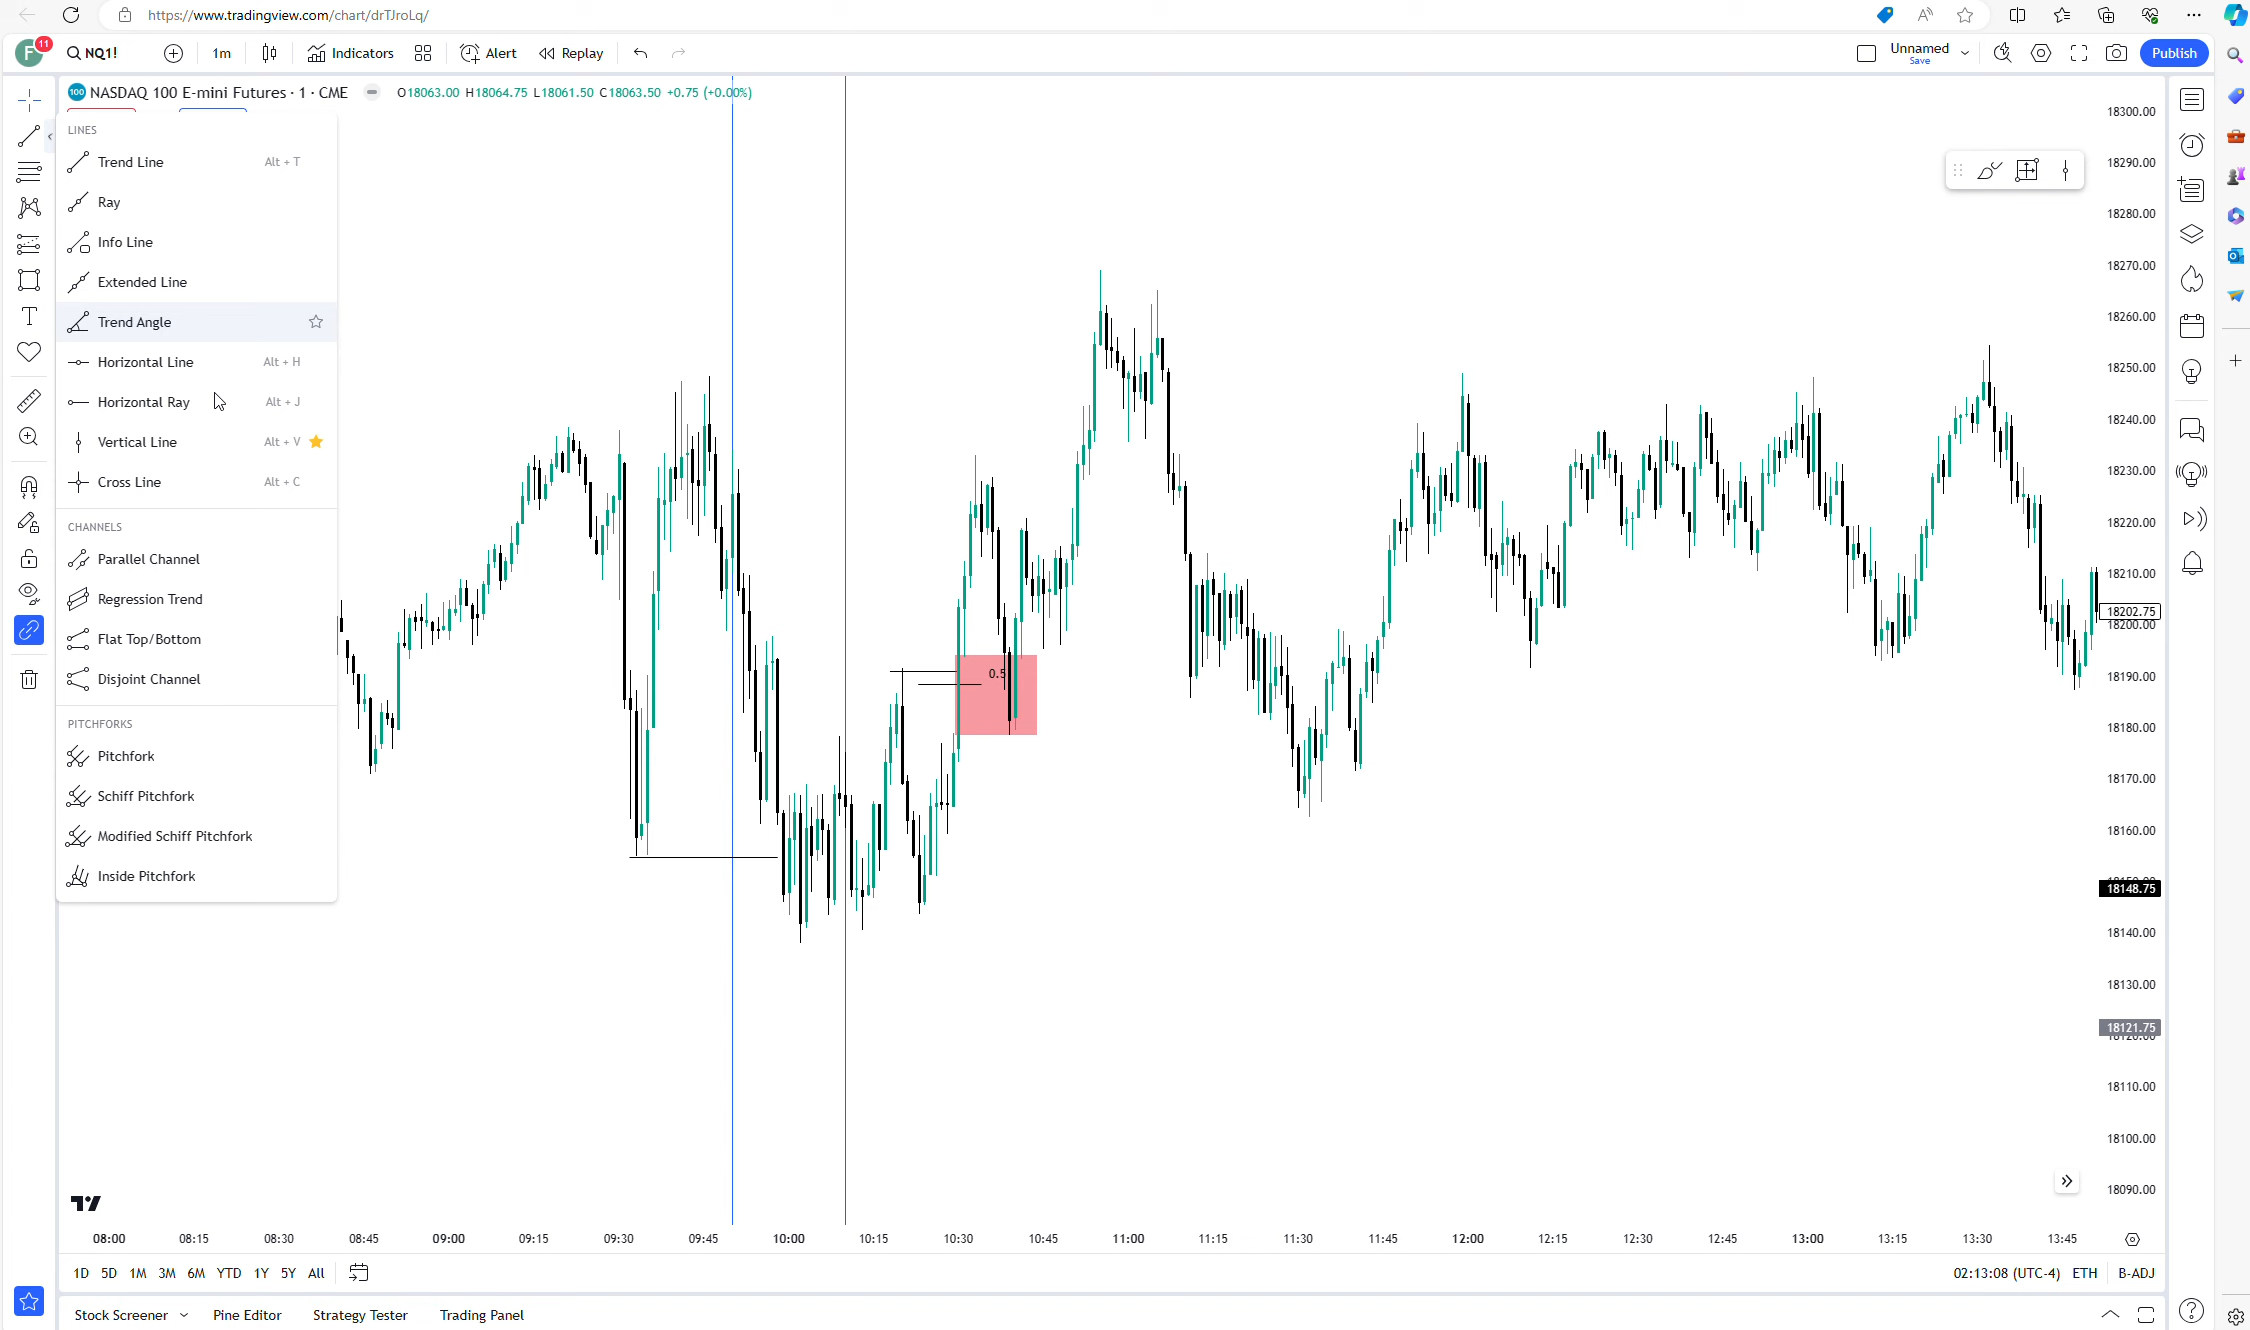 https://www.tradingview.com/chart/drTJroLq/
F 11 NQ1! 1m Indicators Alert Replay Unnamed Save Publish
100 NASDAQ 100 E-mini Futures · 1 · CME O18063.00 H18064.75 L18061.50 C18063.50 +0.75 (+0.00%)
LINES
Trend Line Alt + T
Ray
Info Line
Extended Line
Trend Angle
Horizontal Line Alt + H
Horizontal Ray Alt + J
Vertical Line Alt + V
Cross Line Alt + C
CHANNELS
Parallel Channel
Regression Trend
Flat Top/Bottom
Disjoint Channel
PITCHFORKS
Pitchfork
Schiff Pitchfork
Modified Schiff Pitchfork
Inside Pitchfork
0.5
18300.00
18290.00
18280.00
18270.00
18260.00
18250.00
18240.00
18230.00
18220.00
18210.00
18202.75
18200.00
18190.00
18180.00
18170.00
18160.00
18148.75
18140.00
18130.00
18121.75
18110.00
18100.00
18090.00
08:00 08:15 08:30 08:45 09:00 09:15 09:30 09:45 10:00 10:15 10:30 10:45 11:00 11:15 11:30 11:45 12:00 12:15 12:30 12:45 13:00 13:15 13:30 13:45
1D 5D 1M 3M 6M YTD 1Y 5Y All 02:13:08 (UTC-4) ETH B-ADJ
Stock Screener Pine Editor Strategy Tester Trading Panel